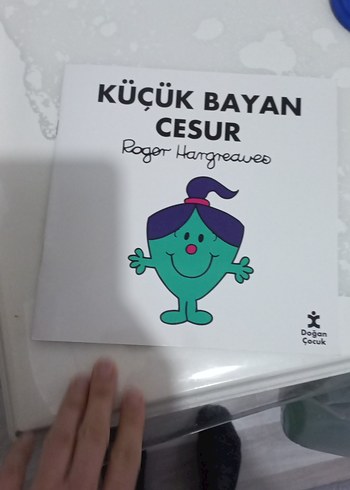 KÜÇÜK BAYAN
CESUR
Roger Hargreaves
Doğan
Çocuk